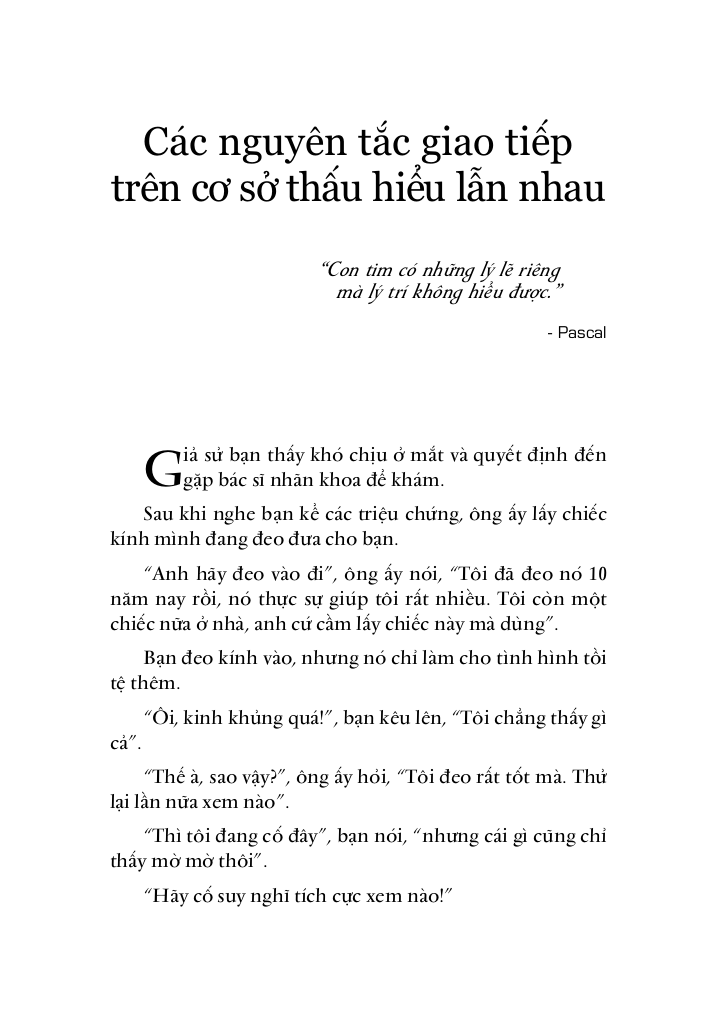 Các nguyên tắc giao tiếp
trên cơ sở thấu hiểu lẫn nhau
“Con tim có những lý lẽ riêng
mà lý trí không hiểu được.”
- Pascal
Giả sử bạn thấy khó chịu ở mắt và quyết định đến
gặp bác sĩ nhãn khoa để khám.
Sau khi nghe bạn kể các triệu chứng, ông ấy lấy chiếc
kính mình đang đeo đưa cho bạn.
“Anh hãy đeo vào đi”, ông ấy nói, “Tôi đã đeo nó 10
năm nay rồi, nó thực sự giúp tôi rất nhiều. Tôi còn một
chiếc nữa ở nhà, anh cứ cầm lấy chiếc này mà dùng”.
Bạn đeo kính vào, nhưng nó chỉ làm cho tình hình tồi
tệ thêm.
“Ôi, kinh khủng quá!”, bạn kêu lên, “Tôi chẳng thấy gì
cả”.
“Thế à, sao vậy?”, ông ấy hỏi, “Tôi đeo rất tốt mà. Thử
lại lần nữa xem nào”.
“Thì tôi đang cố đây”, bạn nói, “nhưng cái gì cũng chỉ
thấy mờ mờ thôi”.
“Hãy cố suy nghĩ tích cực xem nào!”